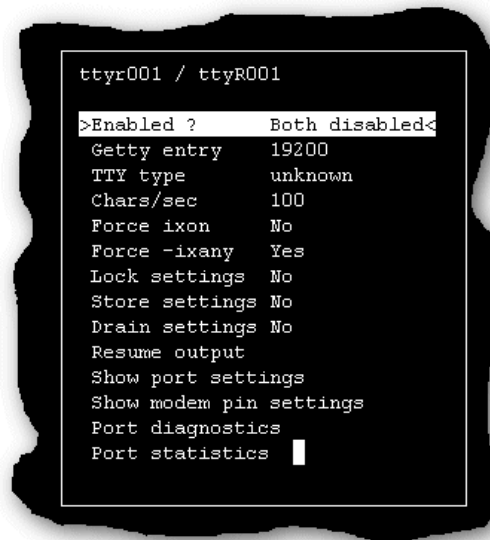 ttyr001 / ttyR001
>Enabled ? Both disabled<
Getty entry 19200
TTY type unknown
Chars/sec 100
Force ixon No
Force -ixany Yes
Lock settings No
Store settings No
Drain settings No
Resume output
Show port settings
Show modem pin settings
Port diagnostics
Port statistics